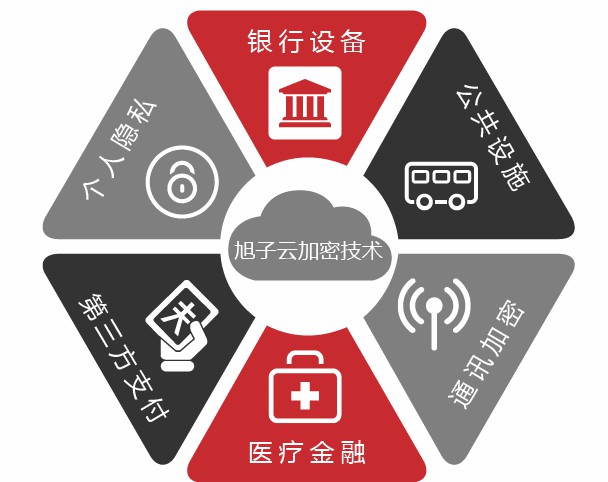 银行设备
公共设施
通讯加密
医疗金融
第三方支付
个人隐私
旭子云加密技术